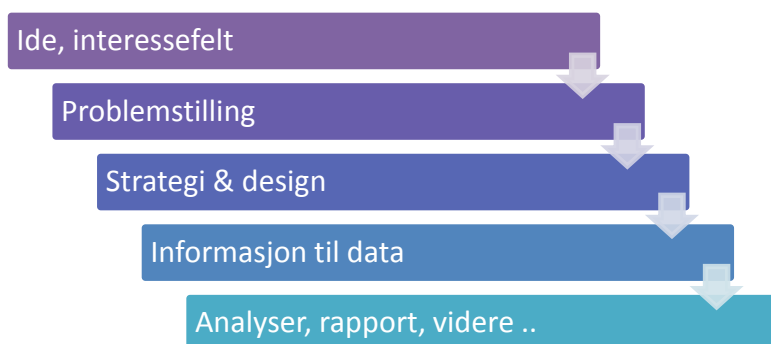 Ide, interessefelt
Problemstilling
Strategi & design
Informasjon til data
Analyser, rapport, videre ..